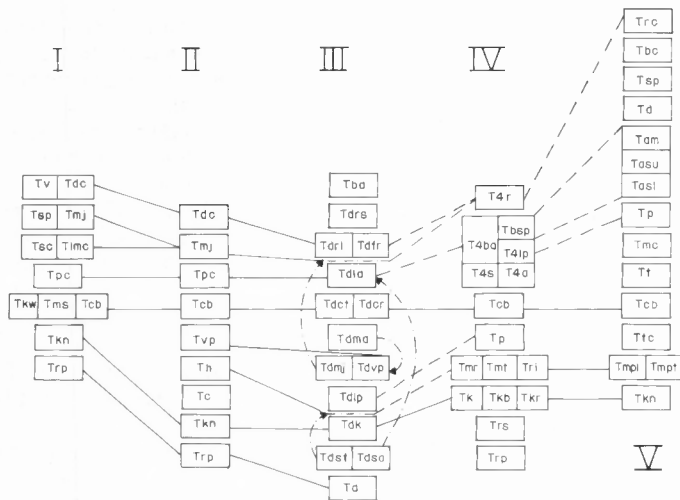 I II III IV
Trc
Tbc
Tsp
Td
Tam
Tasu
Tasl
Tv Tdc
Tba
T4r
Tsp Tmj
Tdc
Tdrs
Tbsp
Tp
Tsc Timc
Tmj
Tdrl Tdfr
T4ba
T4lp
Tmc
Tpc
Tpc
Tdla
T4s T4a
Tt
Tkw Tms Tcb
Tcb
Tdct Tdcr
Tcb
Tcb
Tkn
Tvp
Tdma
Tp
Ttc
Trp
Th
Tdmj Tdvp
Tmr Tmt Tri
Tmpl Tmpt
Tc
Tdip
Tk Tkb Tkr
Tkn
Tkn
Tdk
Trs
Trp
Tdst Tdso
Trp
V
Ta